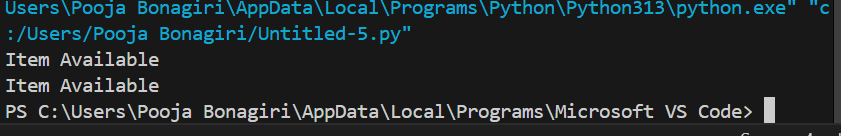 Users\Pooja Bonagiri\AppData\Local\Programs\Python\Python313\python.exe" "c
:/Users/Pooja Bonagiri/Untitled-5.py"
Item Available
Item Available
PS C:\Users\Pooja Bonagiri\AppData\Local\Programs\Microsoft VS Code>